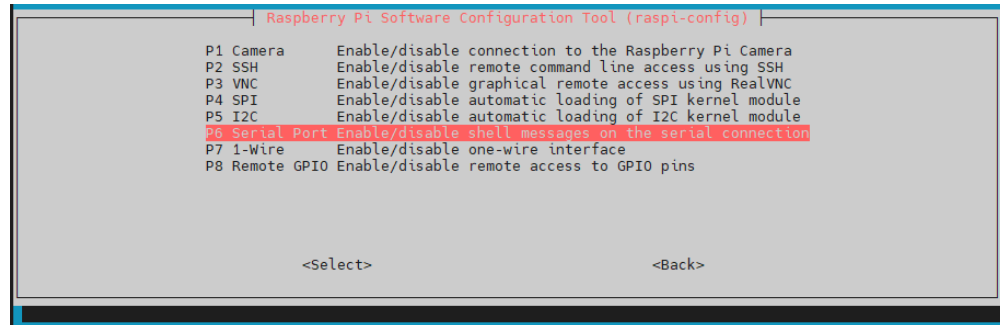 Raspberry Pi Software Configuration Tool (raspi-config)
P1 Camera Enable/disable connection to the Raspberry Pi Camera
P2 SSH Enable/disable remote command line access using SSH
P3 VNC Enable/disable graphical remote access using RealVNC
P4 SPI Enable/disable automatic loading of SPI kernel module
P5 I2C Enable/disable automatic loading of I2C kernel module
P6 Serial Port Enable/disable shell messages on the serial connection
P7 1-Wire Enable/disable one-wire interface
P8 Remote GPIO Enable/disable remote access to GPIO pins
<Select> <Back>